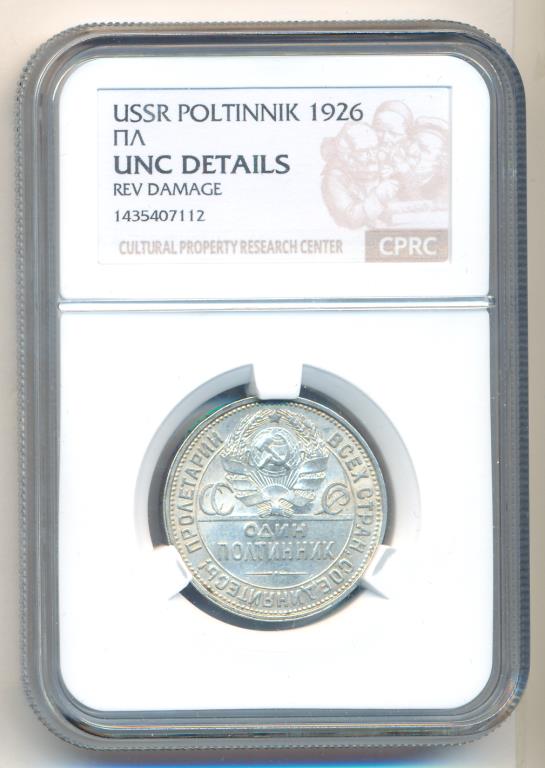 USSR POLTINNIK 1926
ПЛ
UNC DETAILS
REV DAMAGE
1435407112
CULTURAL PROPERTY RESEARCH CENTER CPRC
ПРОЛЕТАРИИ ВСЕХ СТРАН, СОЕДИНЯЙТЕСЬ!
С С С Р
ОДИН
ПОЛТИННИК